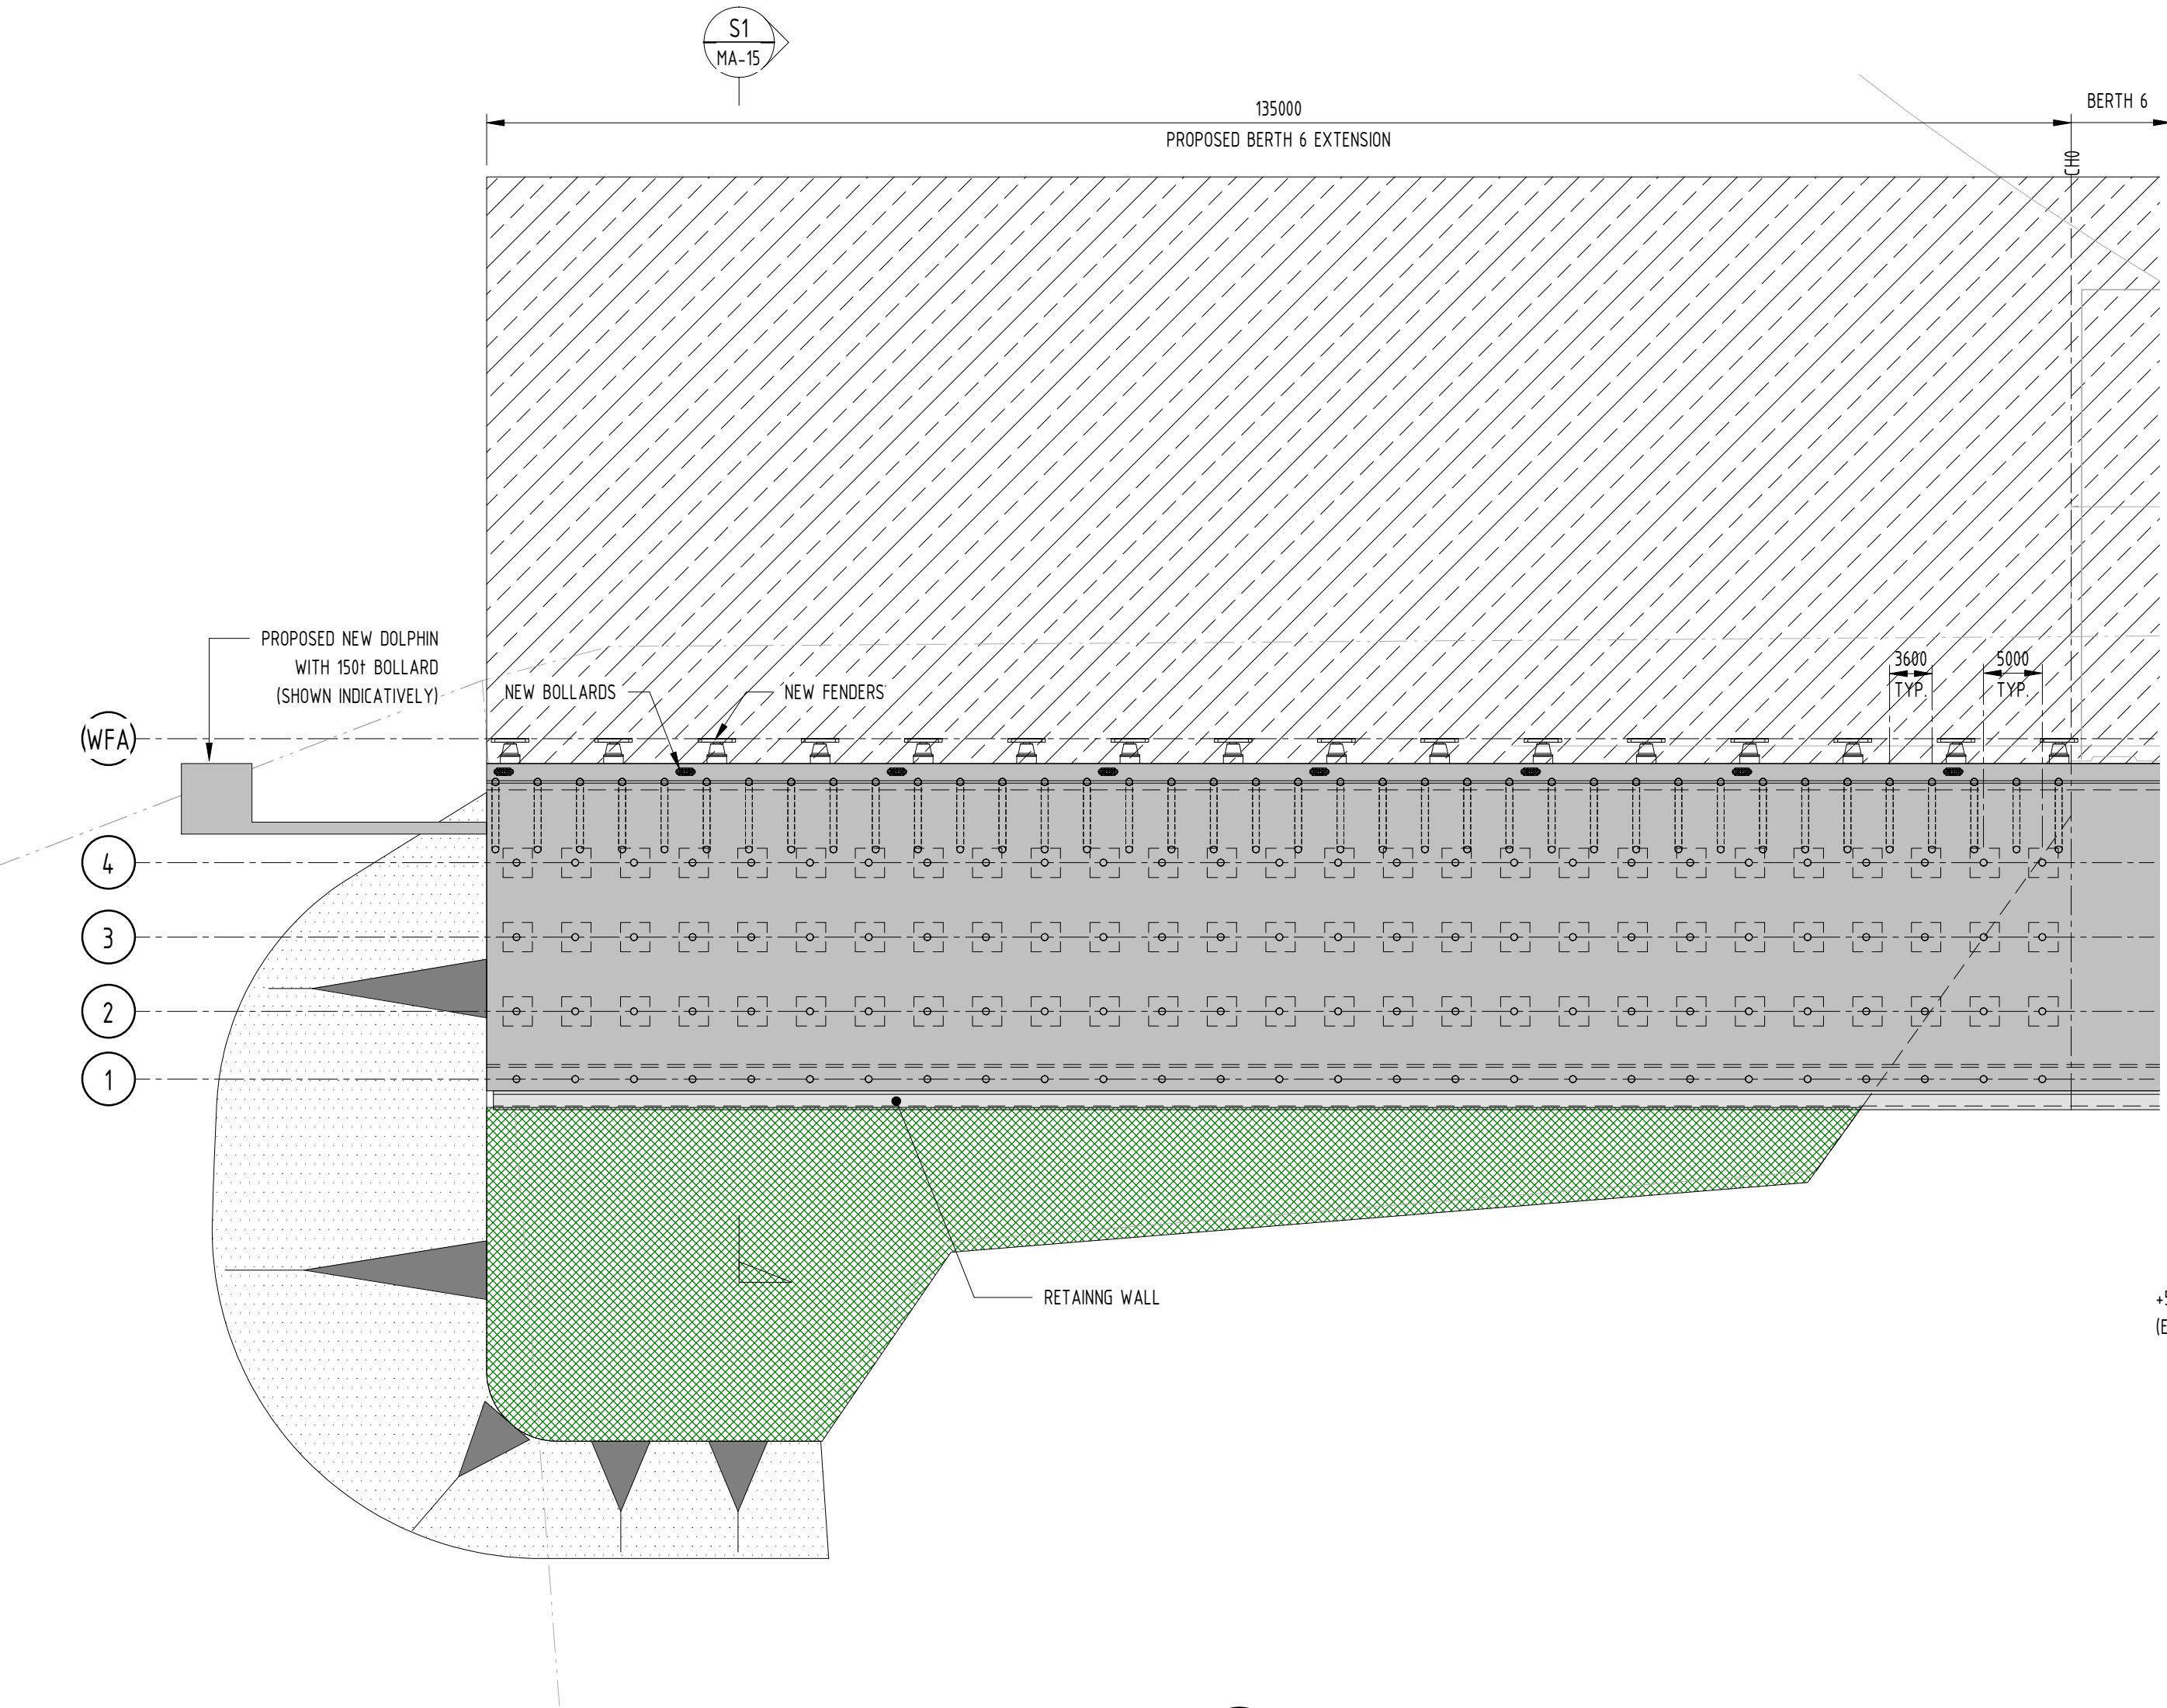 S1
MA-15
135000
BERTH 6
PROPOSED BERTH 6 EXTENSION
CH0
PROPOSED NEW DOLPHIN
WITH 150t BOLLARD
(SHOWN INDICATIVELY)
NEW BOLLARDS
NEW FENDERS
3600
TYP.
5000
TYP.
WFA
4
3
2
1
RETAINNG WALL